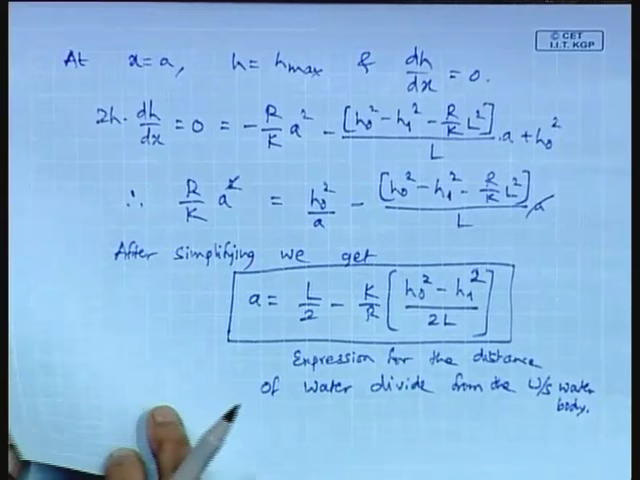 © CET
I.I.T. KGP
At x=a, h = hmax & dh/dx = 0.
2h·dh/dx = 0 = -R/K a² - [h₀² - h₁² - R/K L²]/L .a + h₀²
∴ R/K a² = h₀²/a - [h₀² - h₁² - R/K L²]/L a
After simplifying we get
a = L/2 - K/R [h₀² - h₁²/2L]
Expression for the distance
of water divide from the U/s water
body.